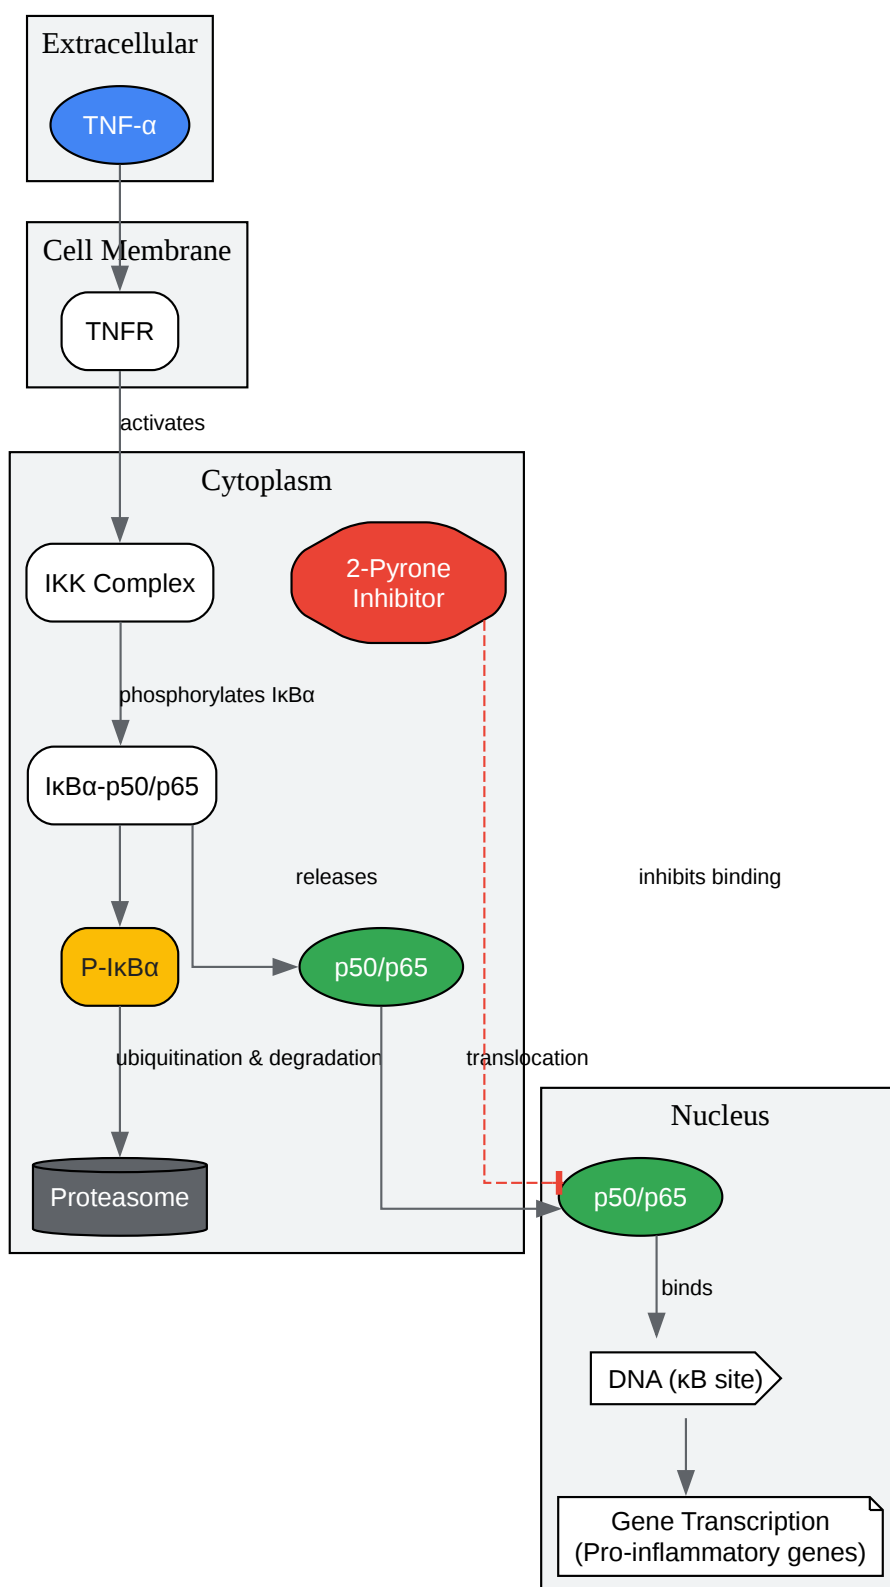 Extracellular
TNF-α
Cell Membrane
TNFR
activates
Cytoplasm
IKK Complex
2-Pyrone
Inhibitor
phosphorylates IκBα
IκBα-p50/p65
releases
inhibits binding
P-IκBα
p50/p65
ubiquitination & degradation
translocation
Nucleus
Proteasome
p50/p65
binds
DNA (κB site)
Gene Transcription
(Pro-inflammatory genes)